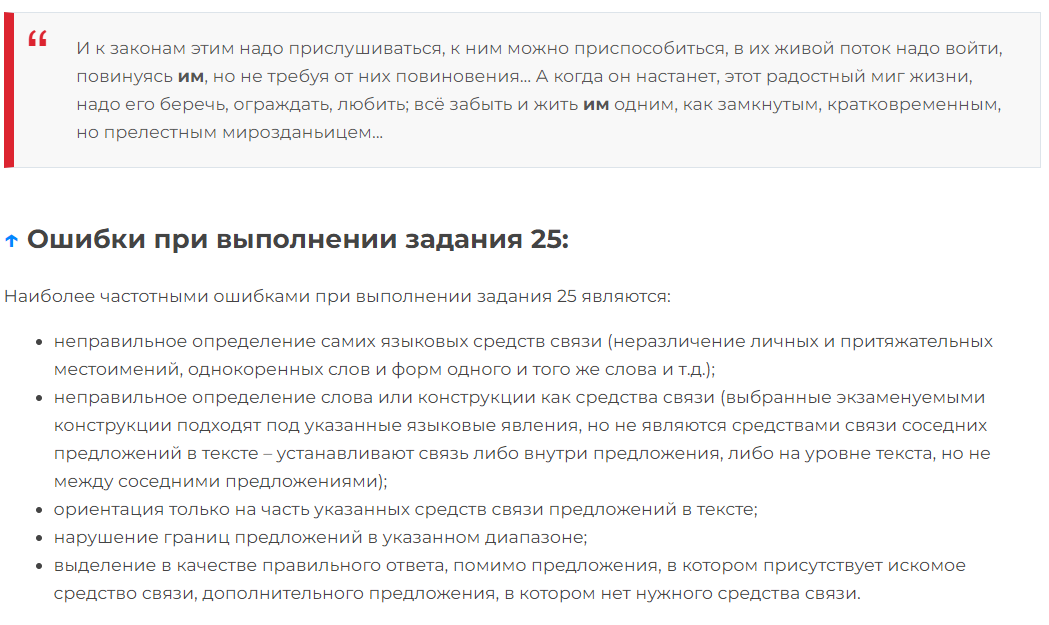 “
И к законам этим надо прислушиваться, к ним можно приспособиться, в их живой поток надо войти,
повинуясь им, но не требуя от них повиновения... А когда он настанет, этот радостный миг жизни,
надо его беречь, ограждать, любить; всё забыть и жить им одним, как замкнутым, кратковременным,
но прелестным мирозданьицем...
↑ Ошибки при выполнении задания 25:
Наиболее частотными ошибками при выполнении задания 25 являются:
• неправильное определение самих языковых средств связи (неразличение личных и притяжательных
местоимений, однокоренных слов и форм одного и того же слова и т.д.);
• неправильное определение слова или конструкции как средства связи (выбранные экзаменуемыми
конструкции подходят под указанные языковые явления, но не являются средствами связи соседних
предложений в тексте – устанавливают связь либо внутри предложения, либо на уровне текста, но не
между соседними предложениями);
• ориентация только на часть указанных средств связи предложений в тексте;
• нарушение границ предложений в указанном диапазоне;
• выделение в качестве правильного ответа, помимо предложения, в котором присутствует искомое
средство связи, дополнительного предложения, в котором нет нужного средства связи.